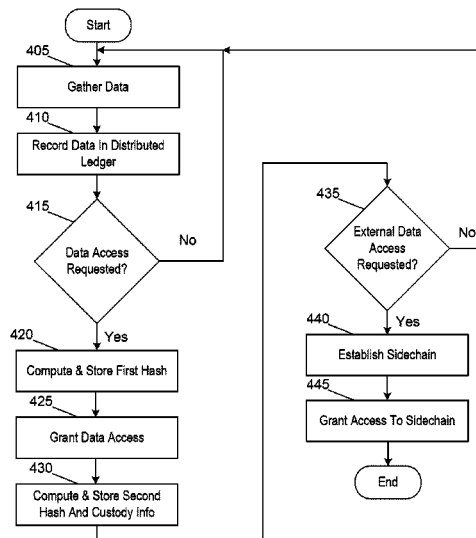 Start
405
Gather Data
410
Record Data In Distributed
Ledger
415
Data Access
Requested?
No
Yes
420
Compute & Store First Hash
425
Grant Data Access
430
Compute & Store Second
Hash And Custody Info
435
External Data
Access
Requested?
No
Yes
440
Establish Sidechain
445
Grant Access To Sidechain
End